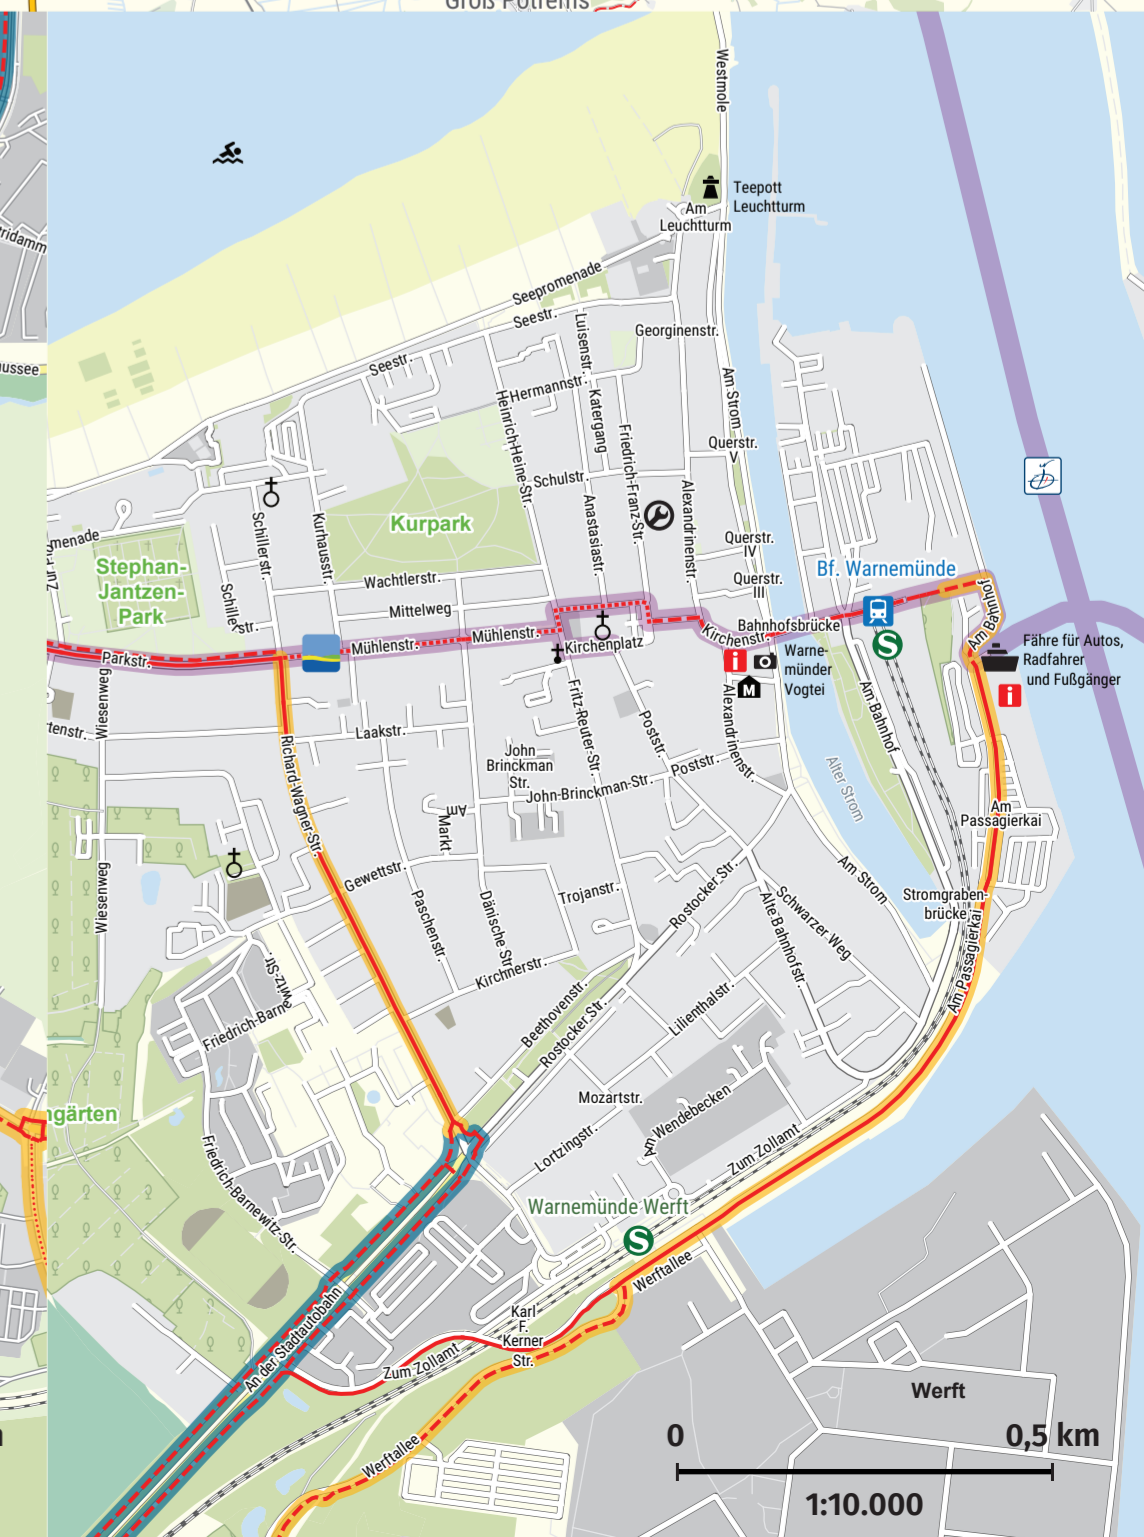 Groß Potrems
Westmole
Teepott
Leuchtturm
Am
Leuchtturm
Seepromenade
Seestr.
Luisenstr.
Georginenstr.
Seestr.
Hermannstr.
Katergang
Am Strom
Heinrich-Heine-Str.
Friedrich-Franz-Str.
Querstr.
V
Schulstr.
Kurpark
Anastasiastr.
Alexandrinenstr.
Schillerstr.
Kurhausstr.
Querstr.
IV
Stephan-
Jantzen-
Park
Schillerstr.
Wachtlerstr.
Mittelweg
Querstr.
III
Bf. Warnemünde
S
Am Bahnhof
Parkstr.
Mühlenstr.
Mühlenstr.
Kirchenplatz
Kirchenstr.
Bahnhofsbrücke
i
Warne-
münder
Vogtei
M
Fähre für Autos,
Radfahrer
und Fußgänger
i
Wiesenweg
Fritz-Reuter-Str.
Poststr.
Alexandrinenstr.
Am Bahnhof
Richard-Wagner-Str.
Laakstr.
John
Brinckman
Str.
John-Brinckman-Str.
Poststr.
Alter Strom
Am
Markt
Am
Passagierkai
Wiesenweg
Gewettstr.
Paschenstr.
Dänische Str.
Trojanstr.
Rostocker Str.
Am Strom
Schwarzer Weg
Alte Bahnhofstr.
Stromgraben-
brücke
Am Passagierkai
Kirchnerstr.
Friedrich-Barne
witz-Str.
Beethovenstr.
Rostocker Str.
Lilienthalstr.
Mozartstr.
Am Wendebecken
Lortzingstr.
Zum Zollamt
ngärten
Friedrich-Barnewitz-Str.
Warnemünde Werft
S
Werftallee
An der Stadtautobahn
Karl
F.
Kerner
Str.
Zum Zollamt
Werftallee
Werft
0
0,5 km
1:10.000